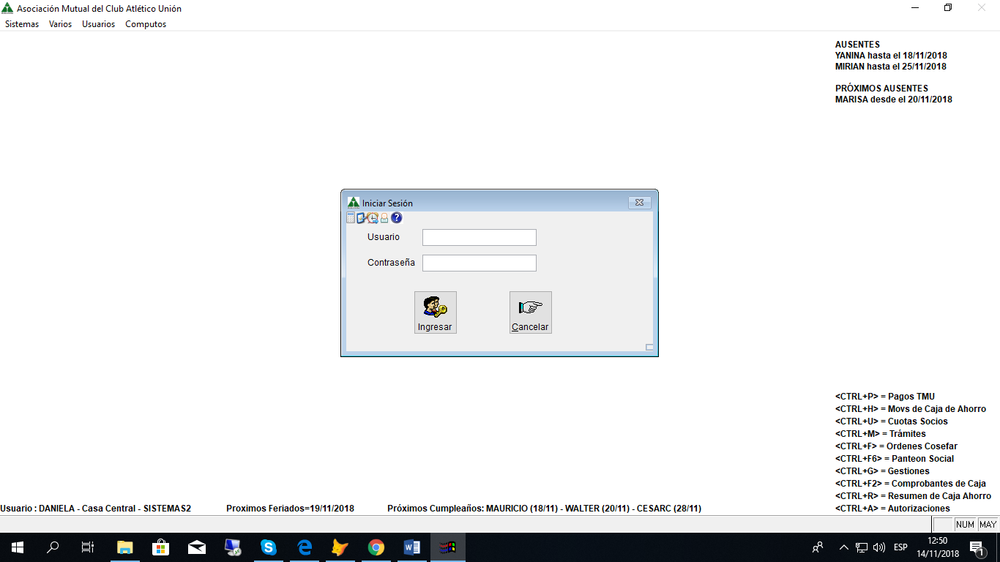 Asociación Mutual del Club Atlético Unión
Sistemas Varios Usuarios Computos
AUSENTES
YANINA hasta el 18/11/2018
MIRIAN hasta el 25/11/2018
PRÓXIMOS AUSENTES
MARISA desde el 20/11/2018
Iniciar Sesión
Usuario
Contraseña
Ingresar Cancelar
<CTRL+P> = Pagos TMU
<CTRL+H> = Movs de Caja de Ahorro
<CTRL+U> = Cuotas Socios
<CTRL+M> = Trámites
<CTRL+F> = Ordenes Cosefar
<CTRL+F6> = Panteon Social
<CTRL+G> = Gestiones
<CTRL+F2> = Comprobantes de Caja
<CTRL+R> = Resumen de Caja Ahorro
<CTRL+A> = Autorizaciones
Usuario : DANIELA - Casa Central - SISTEMAS2 Proximos Feriados=19/11/2018 Próximos Cumpleaños: MAURICIO (18/11) - WALTER (20/11) - CESARC (28/11)
NUM MAY
ESP
12:50
14/11/2018
1